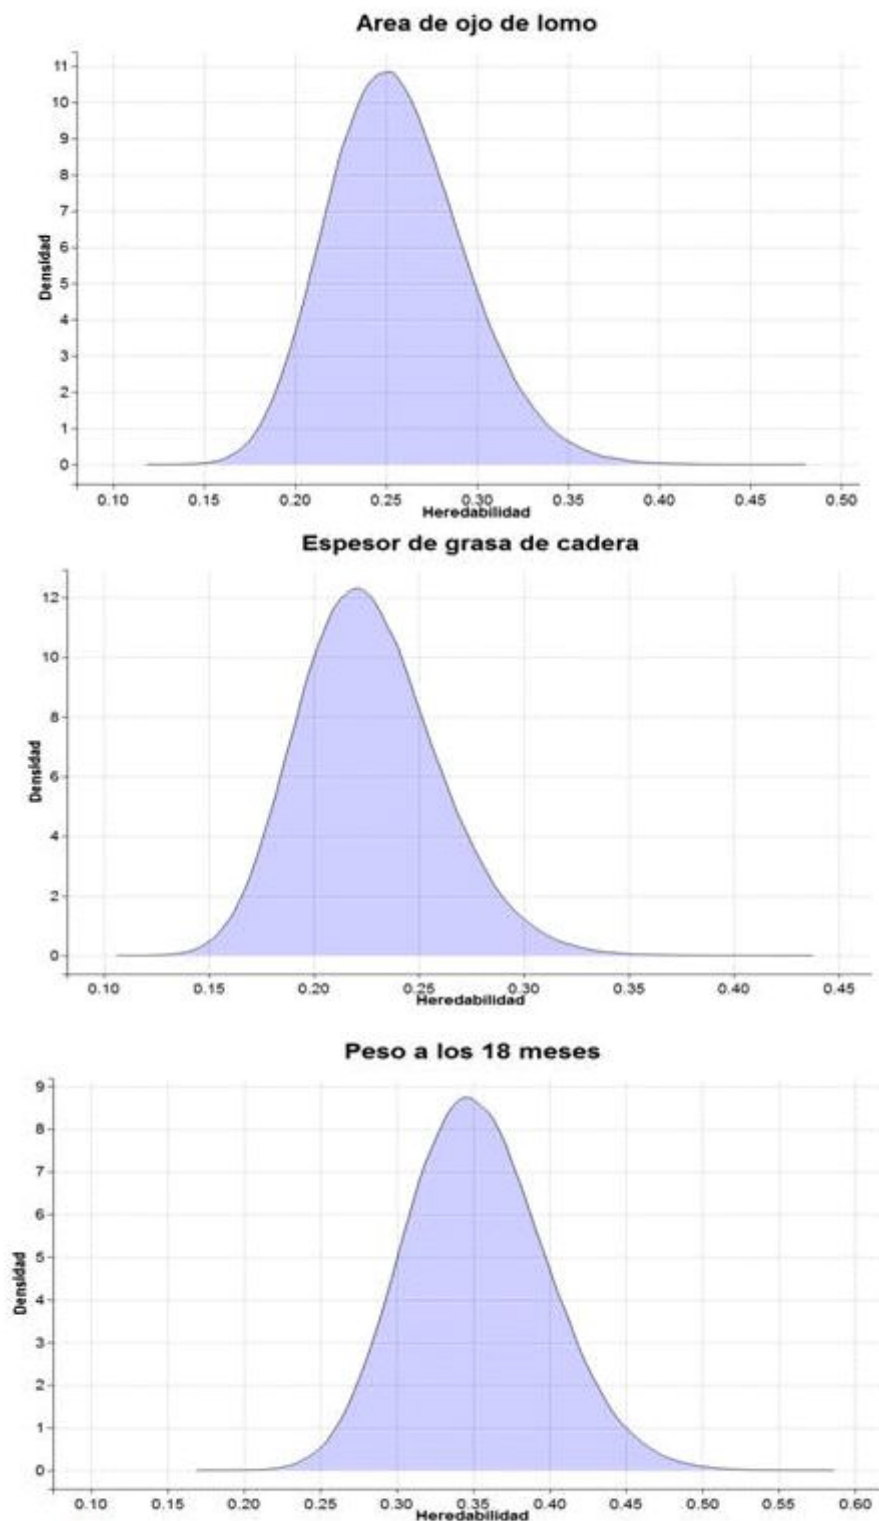 Area de ojo de lomo
11
10
9
8
7
6
5
4
3
2
1
0
Densidad
0.10 0.15 0.20 0.25 0.30 0.35 0.40 0.45 0.50
Heredabilidad
Espesor de grasa de cadera
12
10
8
6
4
2
0
Densidad
0.10 0.15 0.20 0.25 0.30 0.35 0.40 0.45
Heredabilidad
Peso a los 18 meses
9
8
7
6
5
4
3
2
1
0
Densidad
0.10 0.15 0.20 0.25 0.30 0.35 0.40 0.45 0.50 0.55 0.60
Heredabilidad